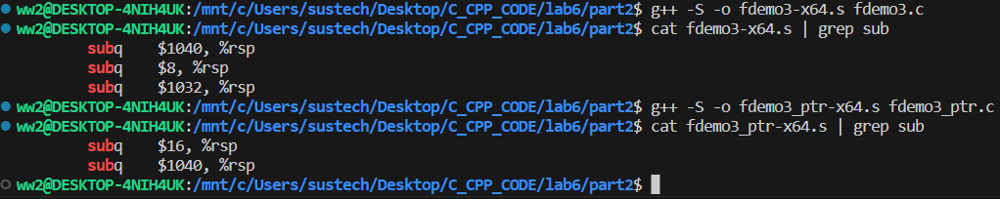 ww2@DESKTOP-4NIH4UK:/mnt/c/Users/sustech/Desktop/C_CPP_CODE/lab6/part2$ g++ -S -o fdemo3-x64.s fdemo3.c
ww2@DESKTOP-4NIH4UK:/mnt/c/Users/sustech/Desktop/C_CPP_CODE/lab6/part2$ cat fdemo3-x64.s | grep sub
subq $1040, %rsp
subq $8, %rsp
subq $1032, %rsp
ww2@DESKTOP-4NIH4UK:/mnt/c/Users/sustech/Desktop/C_CPP_CODE/lab6/part2$ g++ -S -o fdemo3_ptr-x64.s fdemo3_ptr.c
ww2@DESKTOP-4NIH4UK:/mnt/c/Users/sustech/Desktop/C_CPP_CODE/lab6/part2$ cat fdemo3_ptr-x64.s | grep sub
subq $16, %rsp
subq $1040, %rsp
ww2@DESKTOP-4NIH4UK:/mnt/c/Users/sustech/Desktop/C_CPP_CODE/lab6/part2$